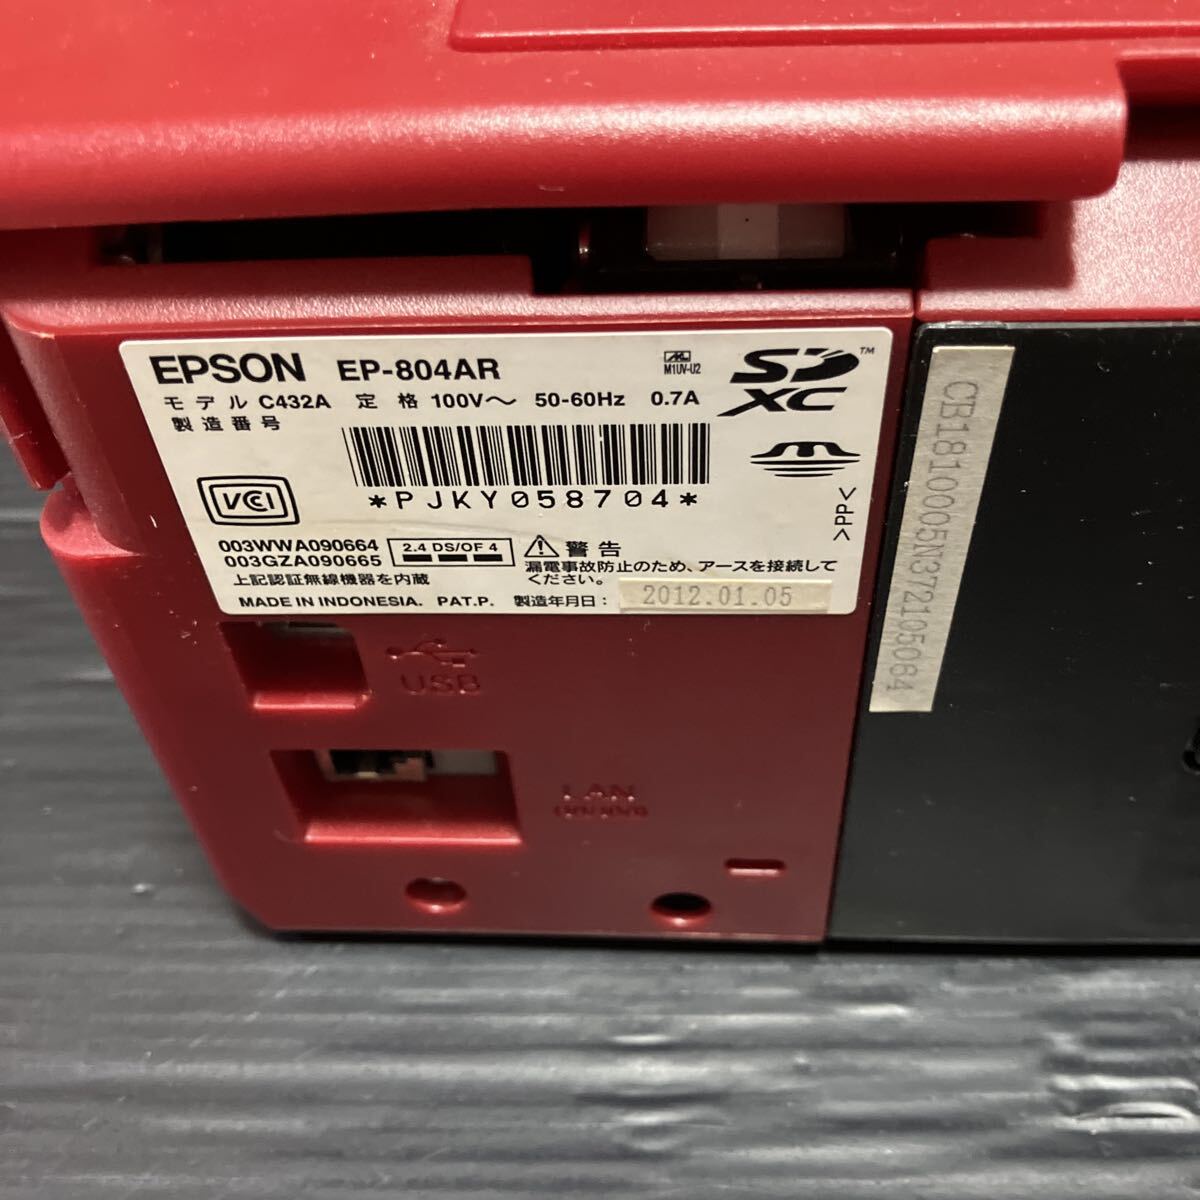 EPSON EP-804AR
M1UV-U2
SD XC™
モデル C432A 定格 100V〜 50-60Hz 0.7A
製造番号
*PJKY058704*
VCI
003WWA090664
003GZA090665
2.4 DS/OF 4
上記認証無線機器を内蔵
警告
漏電事故防止のため、アースを接続して
ください。
>PP<
MADE IN INDONESIA. PAT.P. 製造年月日: 2012.01.05
CB1810005N372105064
USB
LAN